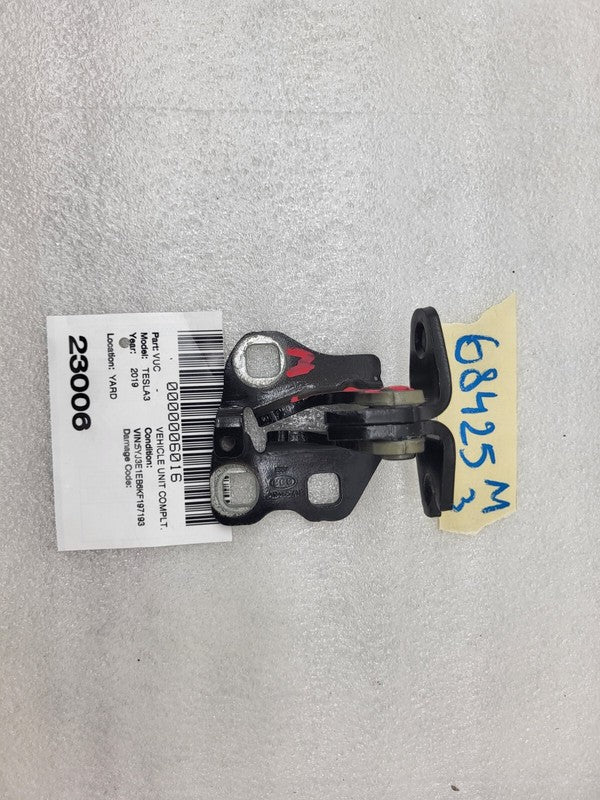 0000006016
Part: VUC - VEHICLE UNIT COMPLT.
Model: TESLA3 Condition:
Year: 2019 VIN:5YJ3E1EB6KF197193
Damage Code:
Location: YARD
23006
68425 M
3
M